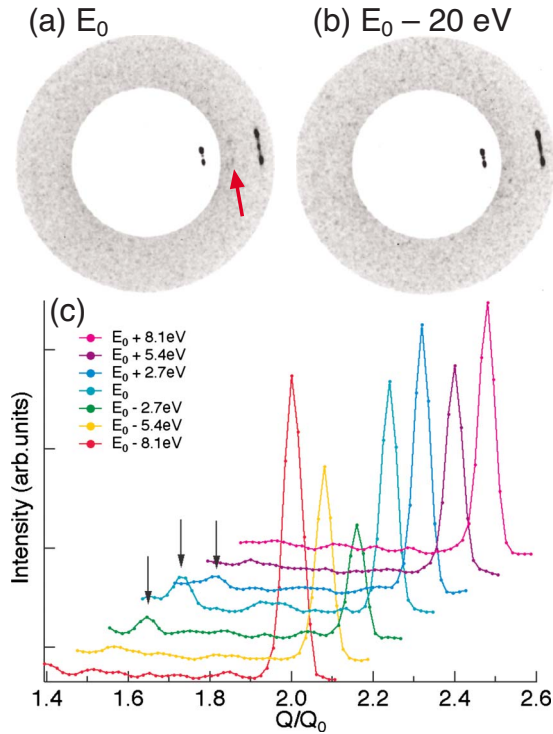 (a) E₀
(b) E₀ – 20 eV
(c)
E₀ + 8.1eV
E₀ + 5.4eV
E₀ + 2.7eV
E₀
E₀ - 2.7eV
E₀ - 5.4eV
E₀ - 8.1eV
Intensity (arb.units)
1.4 1.6 1.8 2.0 2.2 2.4 2.6
Q/Q₀